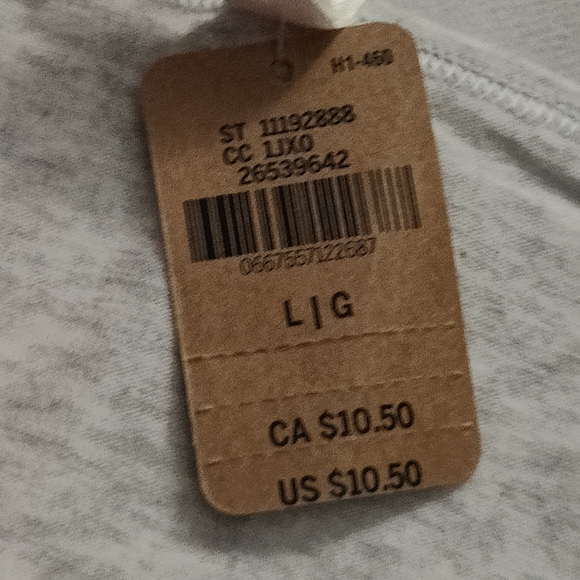 H1-460
ST 11192888
CC 1JX0
26539642
0667557122687
L | G
CA $10.50
US $10.50